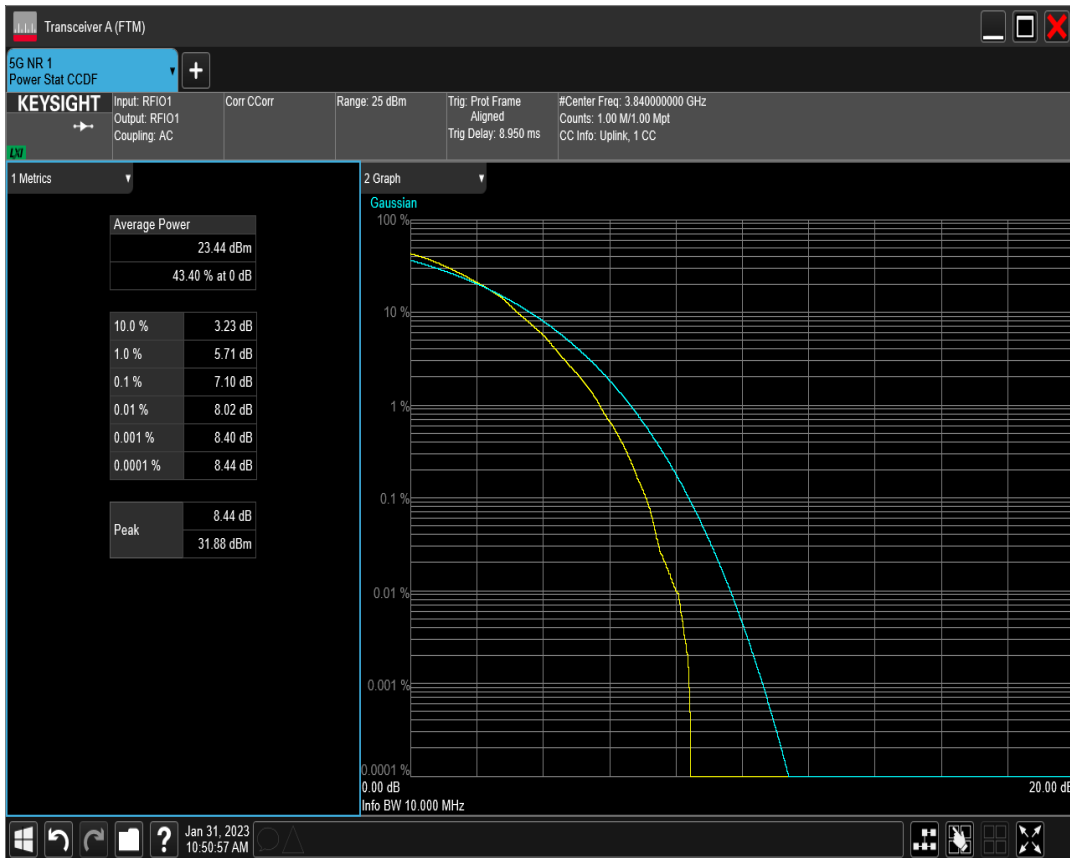 Transceiver A (FTM)
5G NR 1
Power Stat CCDF
+
KEYSIGHT
LXI
Input: RFIO1
Output: RFIO1
Coupling: AC
Corr CCorr
Range: 25 dBm
Trig: Prot Frame
Aligned
Trig Delay: 8.950 ms
#Center Freq: 3.840000000 GHz
Counts: 1.00 M/1.00 Mpt
CC Info: Uplink, 1 CC
1 Metrics
Average Power
23.44 dBm
43.40 % at 0 dB
10.0 % 3.23 dB
1.0 % 5.71 dB
0.1 % 7.10 dB
0.01 % 8.02 dB
0.001 % 8.40 dB
0.0001 % 8.44 dB
Peak
8.44 dB
31.88 dBm
2 Graph
Gaussian
100 %
10 %
1 %
0.1 %
0.01 %
0.001 %
0.0001 %
0.00 dB 20.00 dB
Info BW 10.000 MHz
?
Jan 31, 2023
10:50:57 AM